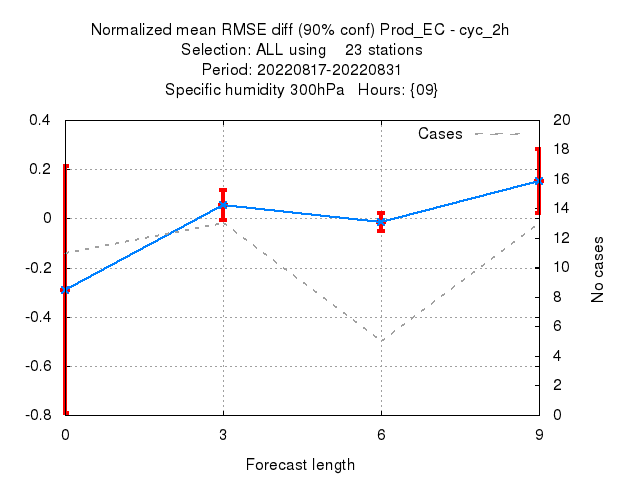 Normalized mean RMSE diff (90% conf) Prod_EC - cyc_2h
Selection: ALL using 23 stations
Period: 20220817-20220831
Specific humidity 300hPa Hours: {09}
0.4
0.2
0
-0.2
-0.4
-0.6
-0.8
Cases
20
18
16
14
12
10
8
6
4
2
0
No cases
0 3 6 9
Forecast length